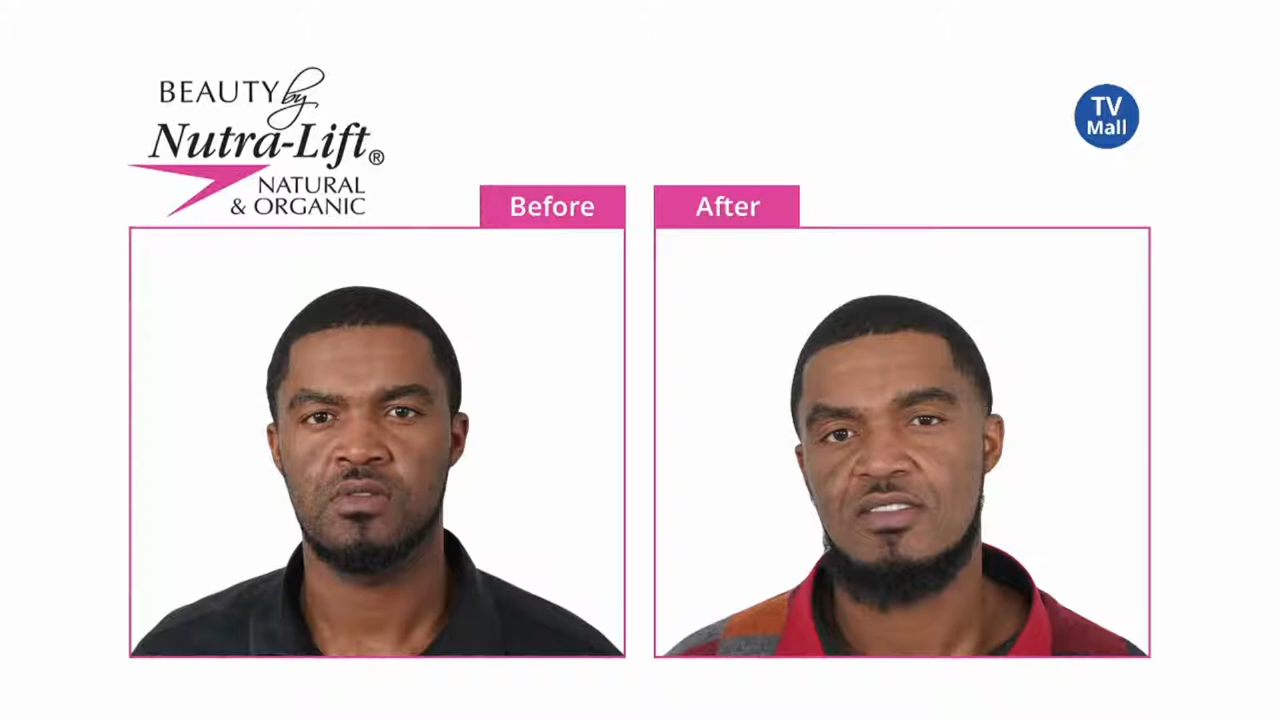 BEAUTY by
Nutra-Lift®
NATURAL
& ORGANIC
TV
Mall
Before
After